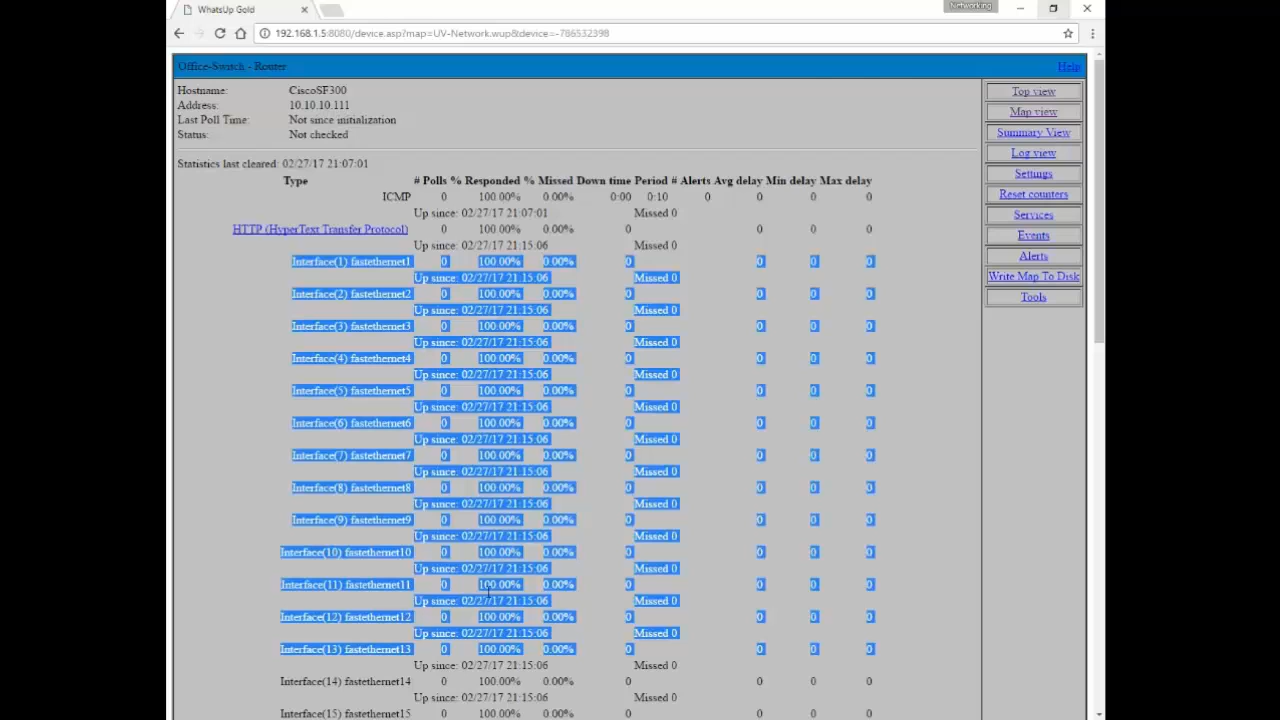 WhatsUp Gold
Networking
192.168.1.5:8080/device.asp?map=UV-Network.wup&device=-786532398
Office-Switch - Router Help
Hostname: CiscoSF300
Address: 10.10.10.111
Last Poll Time: Not since initialization
Status: Not checked
Top view
Map view
Summary View
Log view
Settings
Reset counters
Services
Events
Alerts
Write Map To Disk
Tools
Statistics last cleared: 02/27/17 21:07:01
Type # Polls % Responded % Missed Down time Period # Alerts Avg delay Min delay Max delay
ICMP 0 100.00% 0.00% 0:00 0:10 0 0 0 0
Up since: 02/27/17 21:07:01 Missed 0
HTTP (HyperText Transfer Protocol) 0 100.00% 0.00% 0 0 0 0
Up since: 02/27/17 21:15:06 Missed 0
Interface(1) fastethernet1 0 100.00% 0.00% 0 0 0 0
Up since: 02/27/17 21:15:06 Missed 0
Interface(2) fastethernet2 0 100.00% 0.00% 0 0 0 0
Up since: 02/27/17 21:15:06 Missed 0
Interface(3) fastethernet3 0 100.00% 0.00% 0 0 0 0
Up since: 02/27/17 21:15:06 Missed 0
Interface(4) fastethernet4 0 100.00% 0.00% 0 0 0 0
Up since: 02/27/17 21:15:06 Missed 0
Interface(5) fastethernet5 0 100.00% 0.00% 0 0 0 0
Up since: 02/27/17 21:15:06 Missed 0
Interface(6) fastethernet6 0 100.00% 0.00% 0 0 0 0
Up since: 02/27/17 21:15:06 Missed 0
Interface(7) fastethernet7 0 100.00% 0.00% 0 0 0 0
Up since: 02/27/17 21:15:06 Missed 0
Interface(8) fastethernet8 0 100.00% 0.00% 0 0 0 0
Up since: 02/27/17 21:15:06 Missed 0
Interface(9) fastethernet9 0 100.00% 0.00% 0 0 0 0
Up since: 02/27/17 21:15:06 Missed 0
Interface(10) fastethernet10 0 100.00% 0.00% 0 0 0 0
Up since: 02/27/17 21:15:06 Missed 0
Interface(11) fastethernet11 0 100.00% 0.00% 0 0 0 0
Up since: 02/27/17 21:15:06 Missed 0
Interface(12) fastethernet12 0 100.00% 0.00% 0 0 0 0
Up since: 02/27/17 21:15:06 Missed 0
Interface(13) fastethernet13 0 100.00% 0.00% 0 0 0 0
Up since: 02/27/17 21:15:06 Missed 0
Interface(14) fastethernet14 0 100.00% 0.00% 0 0 0 0
Up since: 02/27/17 21:15:06 Missed 0
Interface(15) fastethernet15 0 100.00% 0.00% 0 0 0 0